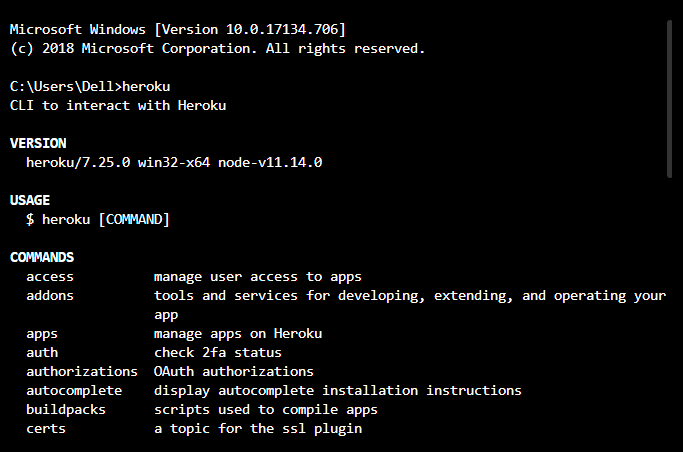 Microsoft Windows [Version 10.0.17134.706]
(c) 2018 Microsoft Corporation. All rights reserved.
C:\Users\Dell>heroku
CLI to interact with Heroku
VERSION
heroku/7.25.0 win32-x64 node-v11.14.0
USAGE
$ heroku [COMMAND]
COMMANDS
access manage user access to apps
addons tools and services for developing, extending, and operating your
app
apps manage apps on Heroku
auth check 2fa status
authorizations OAuth authorizations
autocomplete display autocomplete installation instructions
buildpacks scripts used to compile apps
certs a topic for the ssl plugin